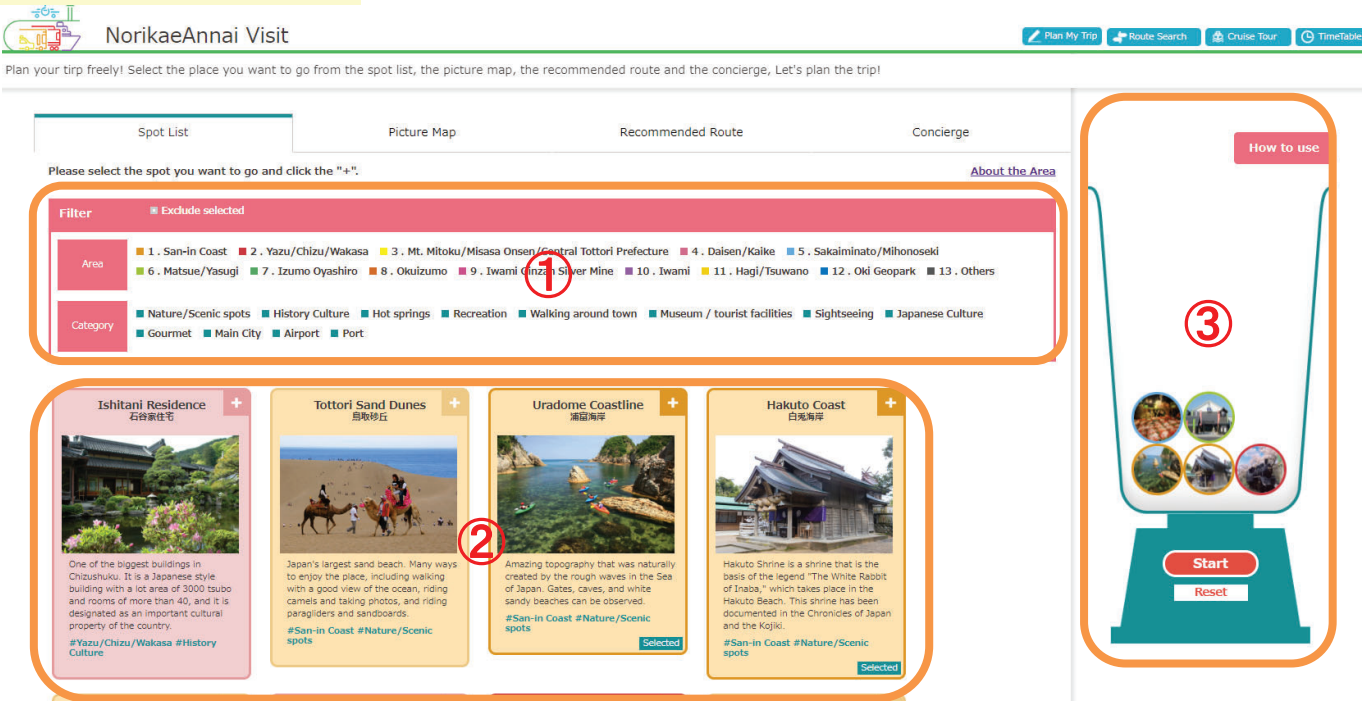 NorikaeAnnai Visit
Plan My Trip
Route Search
Cruise Tour
TimeTable
Plan your tirp freely! Select the place you want to go from the spot list, the picture map, the recommended route and the concierge, Let's plan the trip!
Spot List
Picture Map
Recommended Route
Concierge
How to use
Please select the spot you want to go and click the "+".
About the Area
Filter
Exclude selected
Area
1 . San-in Coast 2 . Yazu/Chizu/Wakasa 3 . Mt. Mitoku/Misasa Onsen/Central Tottori Prefecture 4 . Daisen/Kaike 5 . Sakaiminato/Mihonoseki
6 . Matsue/Yasugi 7 . Izumo Oyashiro 8 . Okuizumo 9 . Iwami Ginzan Silver Mine 10 . Iwami 11 . Hagi/Tsuwano 12 . Oki Geopark 13 . Others
①
Category
Nature/Scenic spots History Culture Hot springs Recreation Walking around town Museum / tourist facilities Sightseeing Japanese Culture
Gourmet Main City Airport Port
Ishitani Residence
石谷家住宅
+
One of the biggest buildings in
Chizushuku. It is a Japanese style
building with a lot area of 3000 tsubo
and rooms of more than 40, and it is
designated as an important cultural
property of the country.
#Yazu/Chizu/Wakasa #History
Culture
Tottori Sand Dunes
鳥取砂丘
+
Japan's largest sand beach. Many ways
to enjoy the place, including walking
with a good view of the ocean, riding
camels and taking photos, and riding
paragliders and sandboards.
#San-in Coast #Nature/Scenic
spots
②
Uradome Coastline
浦富海岸
+
Amazing topography that was naturally
created by the rough waves in the Sea
of Japan. Gates, caves, and white
sandy beaches can be observed.
#San-in Coast #Nature/Scenic
spots
Selected
Hakuto Coast
白兎海岸
+
Hakuto Shrine is a shrine that is the
basis of the legend "The White Rabbit
of Inaba," which takes place in the
Hakuto Beach. This shrine has been
documented in the Chronicles of Japan
and the Kojiki.
#San-in Coast #Nature/Scenic
spots
Selected
③
Start
Reset